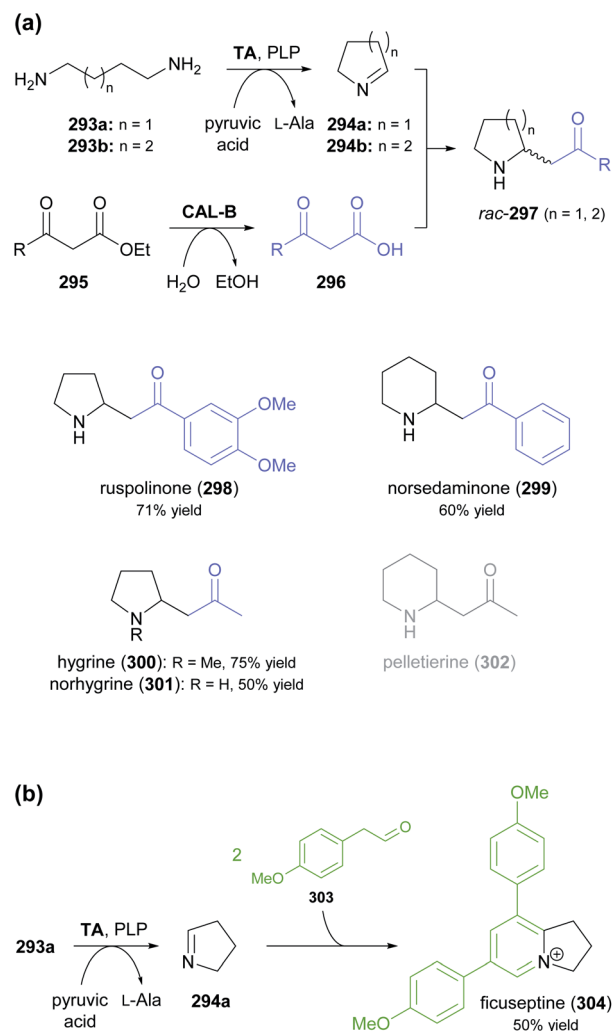 (a)
H₂N
NH₂
n
TA, PLP
pyruvic
acid
L-Ala
n
N
293a: n = 1
293b: n = 2
294a: n = 1
294b: n = 2
n
O
N
H
R
rac-297 (n = 1, 2)
O
O
R
OEt
295
CAL-B
H₂O
EtOH
O
O
R
OH
296
O
N
H
OMe
OMe
ruspolinone (298)
71% yield
O
N
H
norsedaminone (299)
60% yield
O
N
R
hygrine (300): R = Me, 75% yield
norhygrine (301): R = H, 50% yield
O
N
H
pelletierine (302)
(b)
293a
TA, PLP
pyruvic
acid
L-Ala
N
294a
2
O
MeO
303
OMe
N
⊕
MeO
ficuseptine (304)
50% yield